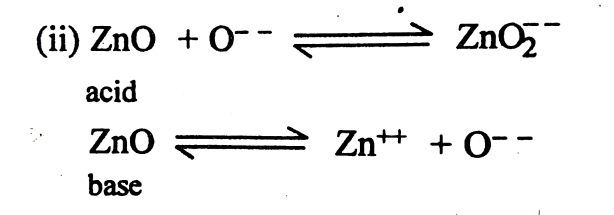 (ii) ZnO + O⁻⁻ ⇌ ZnO₂⁻⁻
acid
ZnO ⇌ Zn⁺⁺ + O⁻⁻
base